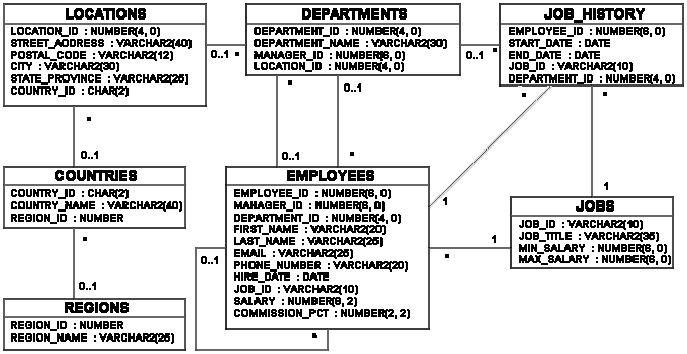 LOCATIONS
LOCATION_ID : NUMBER(4, 0)
STREET_ADDRESS : VARCHAR2(40)
POSTAL_CODE : VARCHAR2(12)
CITY : VARCHAR2(30)
STATE_PROVINCE : VARCHAR2(25)
COUNTRY_ID : CHAR(2)
0..1
*
DEPARTMENTS
DEPARTMENT_ID : NUMBER(4, 0)
DEPARTMENT_NAME : VARCHAR2(30)
MANAGER_ID : NUMBER(6, 0)
LOCATION_ID : NUMBER(4, 0)
0..1
*
JOB_HISTORY
EMPLOYEE_ID : NUMBER(6, 0)
START_DATE : DATE
END_DATE : DATE
JOB_ID : VARCHAR2(10)
DEPARTMENT_ID : NUMBER(4, 0)
*
*
0..1
*
*
*
0..1
0..1
*
COUNTRIES
COUNTRY_ID : CHAR(2)
COUNTRY_NAME : VARCHAR2(40)
REGION_ID : NUMBER
*
0..1
EMPLOYEES
EMPLOYEE_ID : NUMBER(6, 0)
MANAGER_ID : NUMBER(6, 0)
DEPARTMENT_ID : NUMBER(4, 0)
FIRST_NAME : VARCHAR2(20)
LAST_NAME : VARCHAR2(25)
EMAIL : VARCHAR2(25)
PHONE_NUMBER : VARCHAR2(20)
HIRE_DATE : DATE
JOB_ID : VARCHAR2(10)
SALARY : NUMBER(8, 2)
COMMISSION_PCT : NUMBER(2, 2)
0..1
*
1
1
1
*
JOBS
JOB_ID : VARCHAR2(10)
JOB_TITLE : VARCHAR2(35)
MIN_SALARY : NUMBER(6, 0)
MAX_SALARY : NUMBER(6, 0)
REGIONS
REGION_ID : NUMBER
REGION_NAME : VARCHAR2(25)